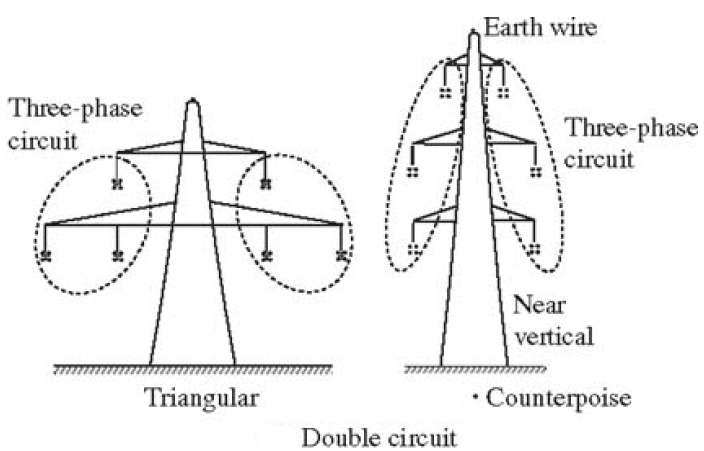 Earth wire
Three-phase
circuit
Three-phase
circuit
Near
vertical
Triangular
• Counterpoise
Double circuit